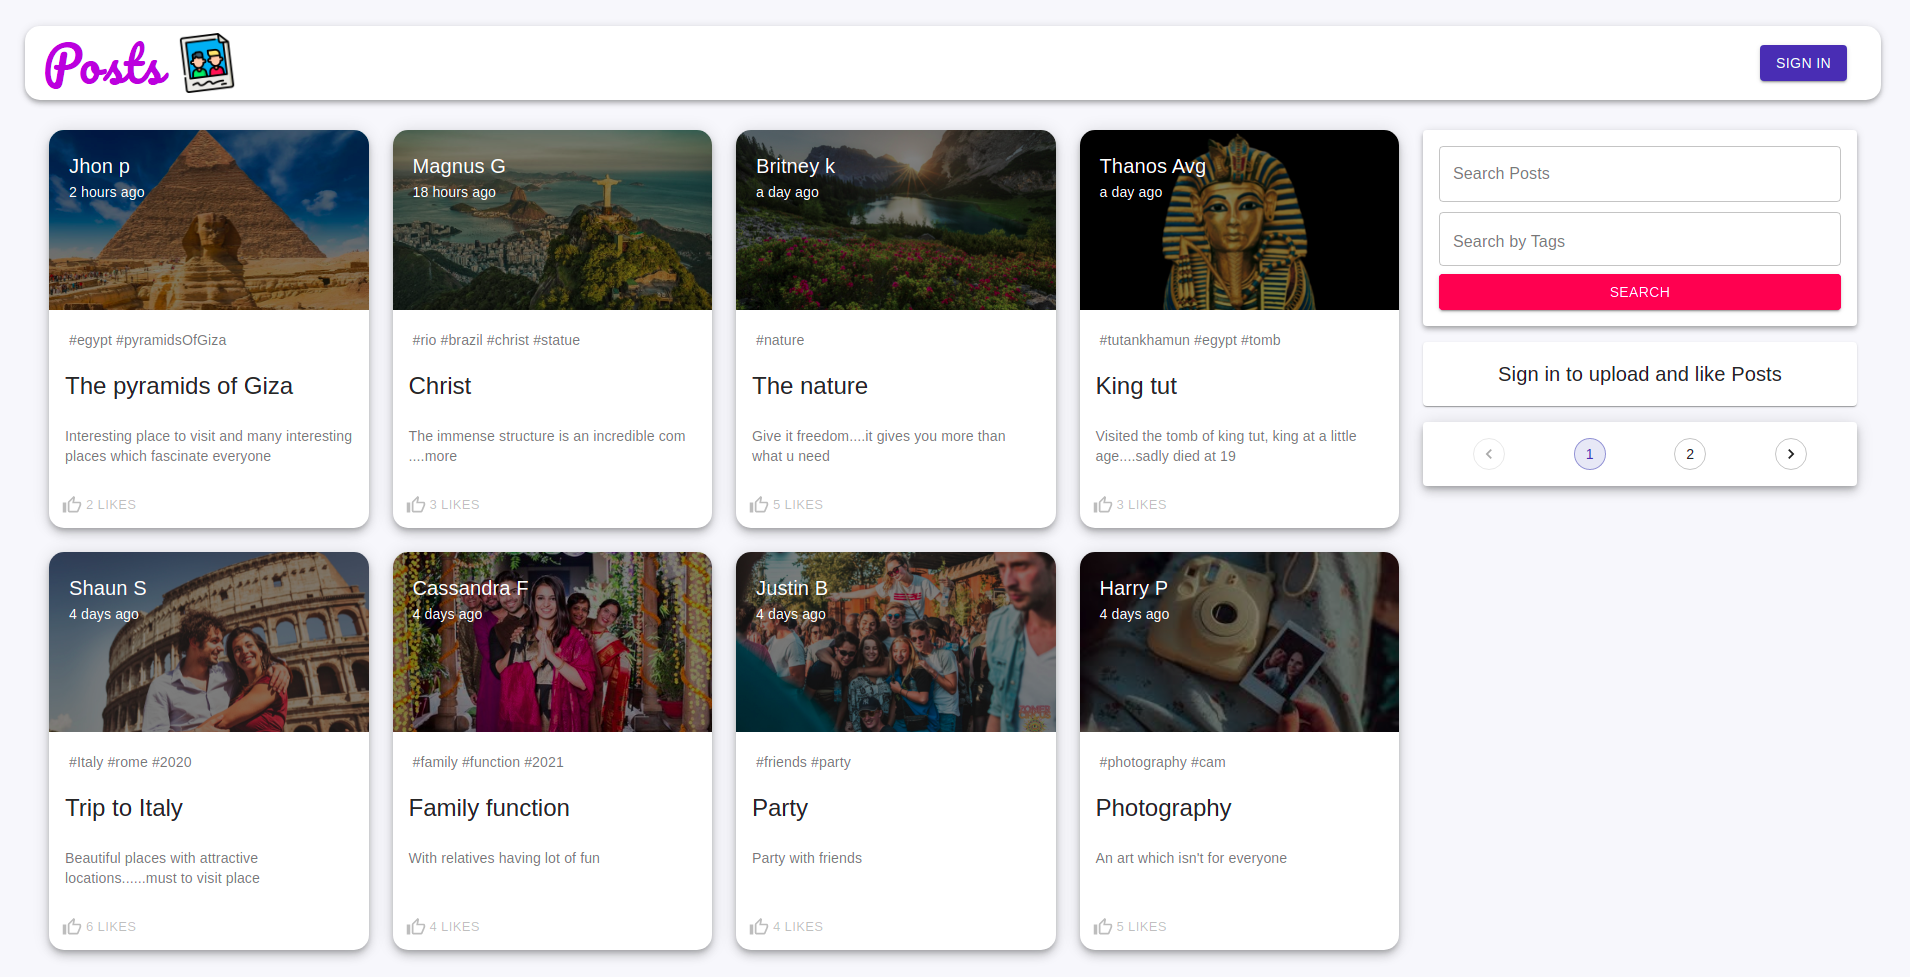 Posts
SIGN IN
Jhon p
2 hours ago
#egypt #pyramidsOfGiza
The pyramids of Giza
Interesting place to visit and many interesting
places which fascinate everyone
2 LIKES
Magnus G
18 hours ago
#rio #brazil #christ #statue
Christ
The immense structure is an incredible com
....more
3 LIKES
Britney k
a day ago
#nature
The nature
Give it freedom....it gives you more than
what u need
5 LIKES
Thanos Avg
a day ago
#tutankhamun #egypt #tomb
King tut
Visited the tomb of king tut, king at a little
age....sadly died at 19
3 LIKES
Search Posts
Search by Tags
SEARCH
Sign in to upload and like Posts
1
2
Shaun S
4 days ago
#Italy #rome #2020
Trip to Italy
Beautiful places with attractive
locations......must to visit place
6 LIKES
Cassandra F
4 days ago
#family #function #2021
Family function
With relatives having lot of fun
4 LIKES
Justin B
4 days ago
#friends #party
Party
Party with friends
4 LIKES
Harry P
4 days ago
#photography #cam
Photography
An art which isn't for everyone
5 LIKES